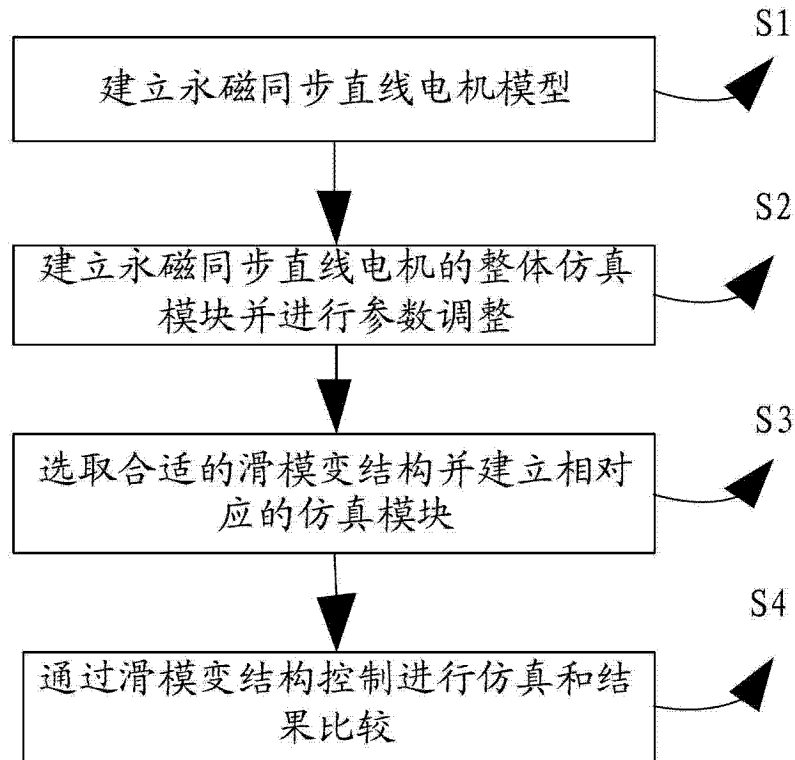 S1
建立永磁同步直线电机模型
S2
建立永磁同步直线电机的整体仿真
模块并进行参数调整
S3
选取合适的滑模变结构并建立相对
应的仿真模块
S4
通过滑模变结构控制进行仿真和结
果比较